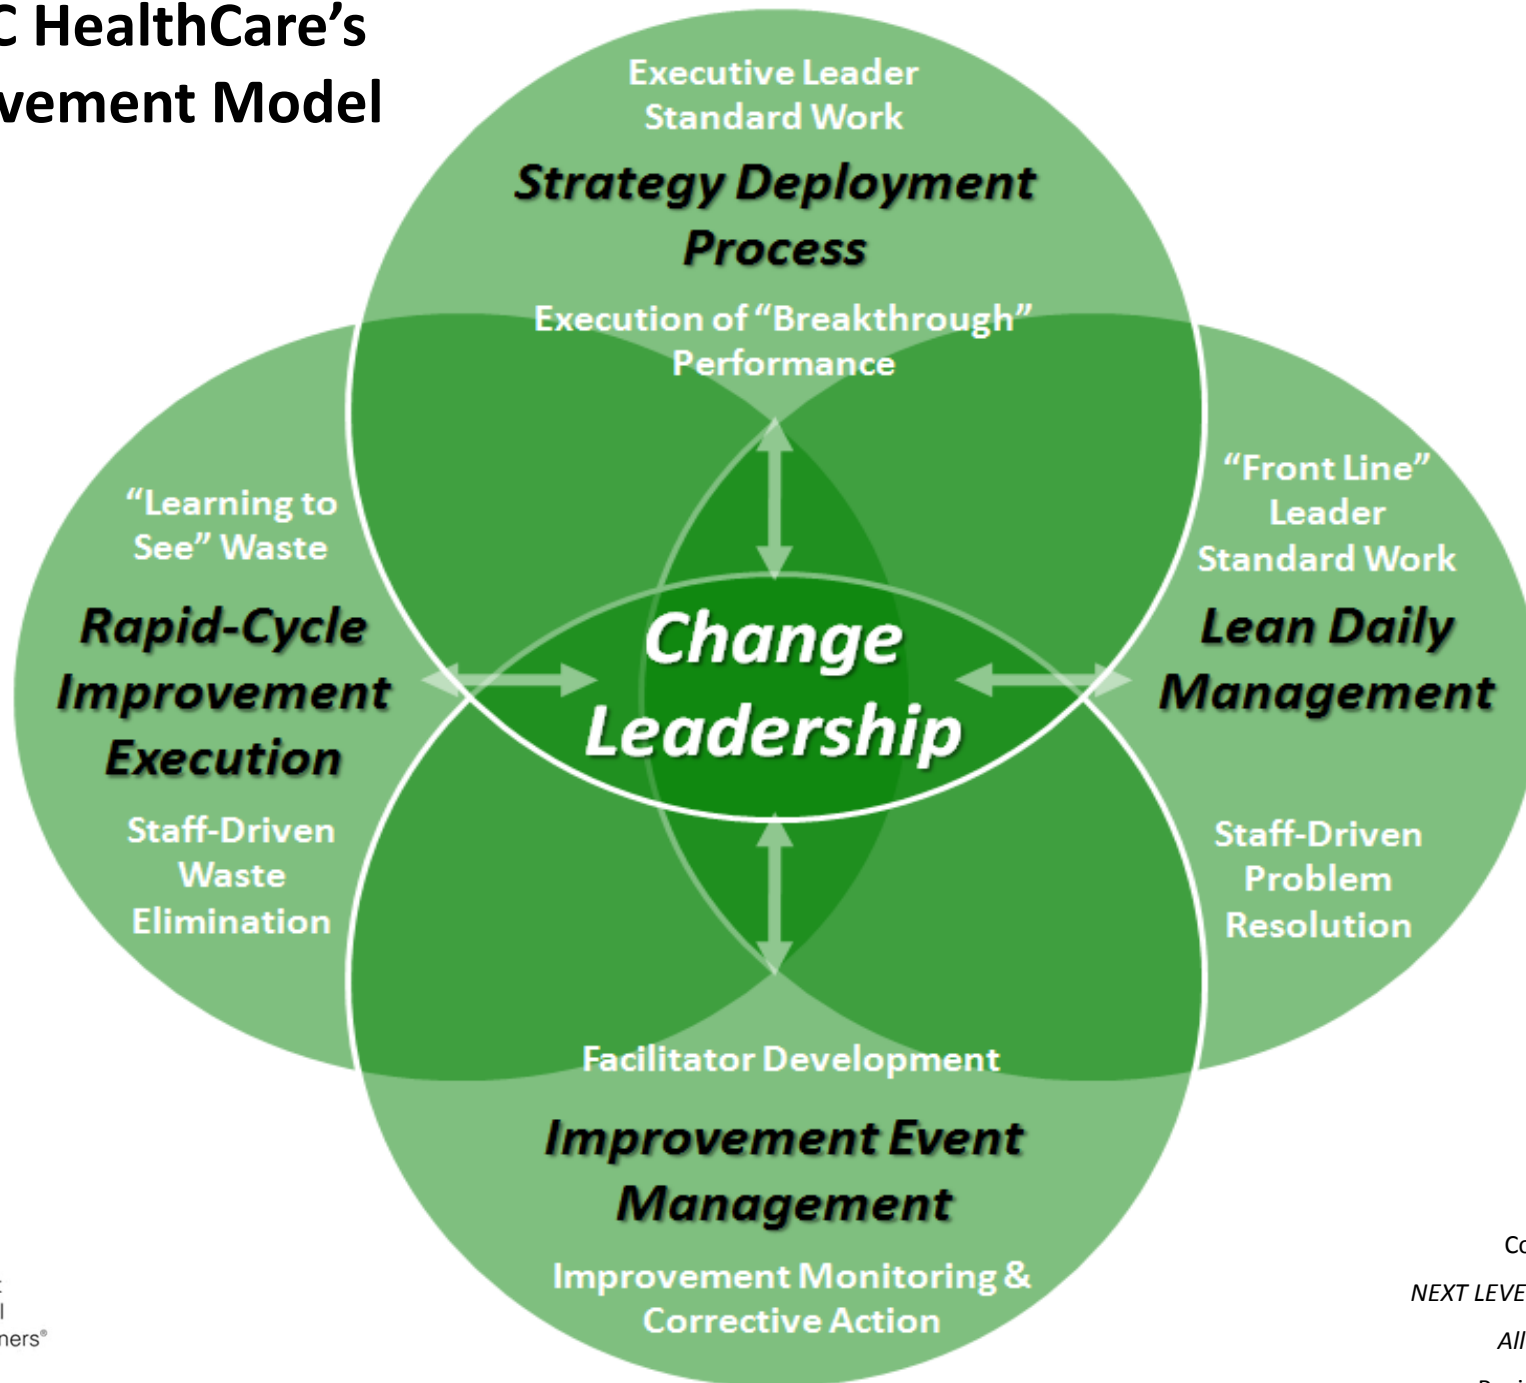 C HealthCare’s
vement Model
Executive Leader
Standard Work
Strategy Deployment
Process
Execution of “Breakthrough”
Performance
“Learning to
See” Waste
Rapid-Cycle
Improvement
Execution
Staff-Driven
Waste
Elimination
Change
Leadership
“Front Line”
Leader
Standard Work
Lean Daily
Management
Staff-Driven
Problem
Resolution
Facilitator Development
Improvement Event
Management
Improvement Monitoring &
Corrective Action
ners®
Co
NEXT LEVE
All